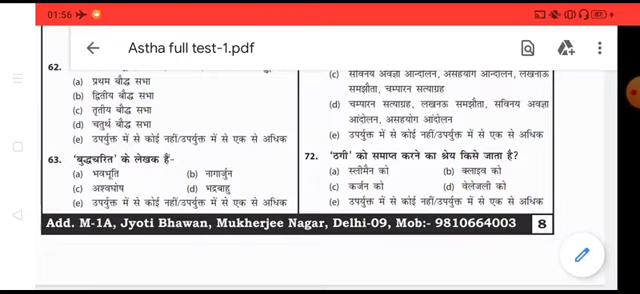 01:56
Astha full test-1.pdf
62.
(a) प्रथम बौद्ध सभा
(b) द्वितीय बौद्ध सभा
(c) तृतीय बौद्ध सभा
(d) चतुर्थ बौद्ध सभा
(e) उपर्युक्त में से कोई नहीं/उपर्युक्त में से एक से अधिक
63. 'बुद्धचरित' के लेखक हैं-
(a) भवभूति (b) नागार्जुन
(c) अश्वघोष (d) भद्रबाहु
(e) उपर्युक्त में से कोई नहीं/उपर्युक्त में से एक से अधिक
(c) सविनय अवज्ञा आन्दोलन, असहयोग आन्दोलन, लखनऊ
समझौता, चम्पारन सत्याग्रह
(d) चम्पारन सत्याग्रह, लखनऊ समझौता, सविनय अवज्ञा
आंदोलन, असहयोग आंदोलन
(e) उपर्युक्त में से कोई नहीं/उपर्युक्त में से एक से अधिक
72. 'ठगी' को समाप्त करने का श्रेय किसे जाता है?
(a) स्लीमैन को (b) क्लाइव को
(c) कर्जन को (d) वेलेजली को
(e) उपर्युक्त में से कोई नहीं/उपर्युक्त में से एक से अधिक
Add. M-1A, Jyoti Bhawan, Mukherjee Nagar, Delhi-09, Mob:- 9810664003 8